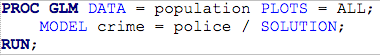 PROC GLM DATA = population PLOTS = ALL;
MODEL crime = police / SOLUTION;
RUN;